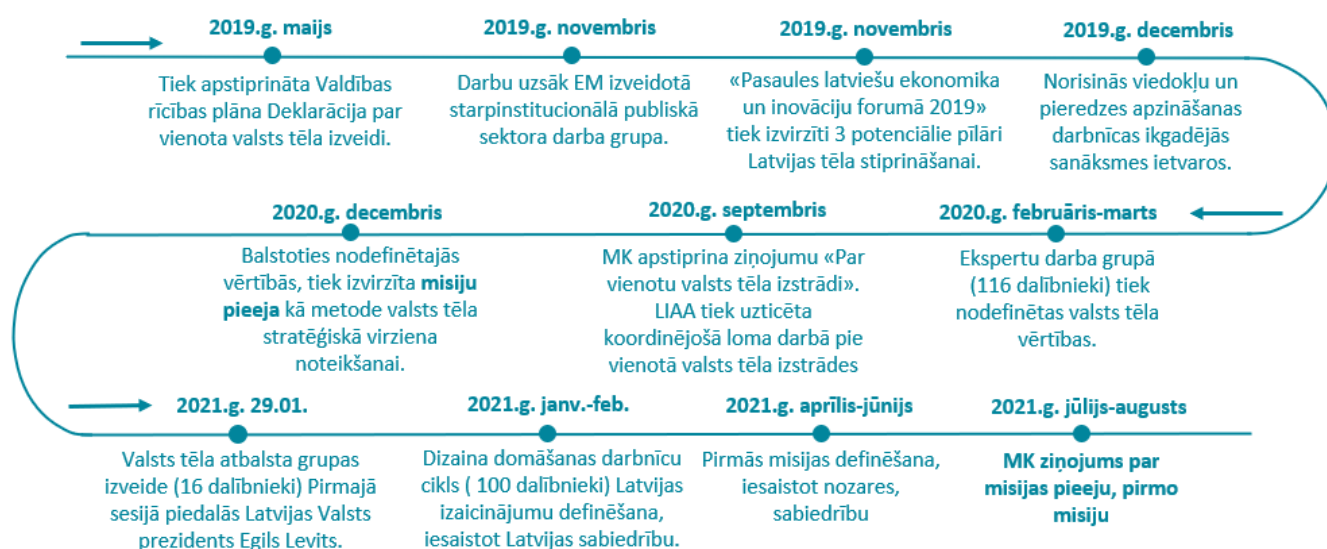 2019.g. maijs
Tiek apstiprināta Valdības
rīcības plāna Deklarācija par
vienota valsts tēla izveidi.
2019.g. novembris
Darbu uzsāk EM izveidotā
starpinstitucionālā publiskā
sektora darba grupa.
2019.g. novembris
«Pasaules latviešu ekonomika
un inovāciju forumā 2019»
tiek izvirzīti 3 potenciālie pīlāri
Latvijas tēla stiprināšanai.
2019.g. decembris
Norisinās viedokļu un
pieredzes apzināšanas
darbnīcas ikgadējās
sanāksmes ietvaros.
2020.g. februāris-marts
Ekspertu darba grupā
(116 dalībnieki) tiek
nodefinētas valsts tēla
vērtības.
2020.g. septembris
MK apstiprina ziņojumu «Par
vienotu valsts tēla izstrādi».
LIAA tiek uzticēta
koordinējošā loma darbā pie
vienotā valsts tēla izstrādes
2020.g. decembris
Balstoties nodefinētajās
vērtībās, tiek izvirzīta misiju
pieeja kā metode valsts tēla
stratēģiskā virziena
noteikšanai.
2021.g. 29.01.
Valsts tēla atbalsta grupas
izveide (16 dalībnieki) Pirmajā
sesijā piedalās Latvijas Valsts
prezidents Egils Levits.
2021.g. janv.-feb.
Dizaina domāšanas darbnīcu
cikls ( 100 dalībnieki) Latvijas
izaicinājumu definēšana,
iesaistot Latvijas sabiedrību.
2021.g. aprīlis-jūnijs
Pirmās misijas definēšana,
iesaistot nozares,
sabiedrību
2021.g. jūlijs-augusts
MK ziņojums par
misijas pieeju, pirmo
misiju